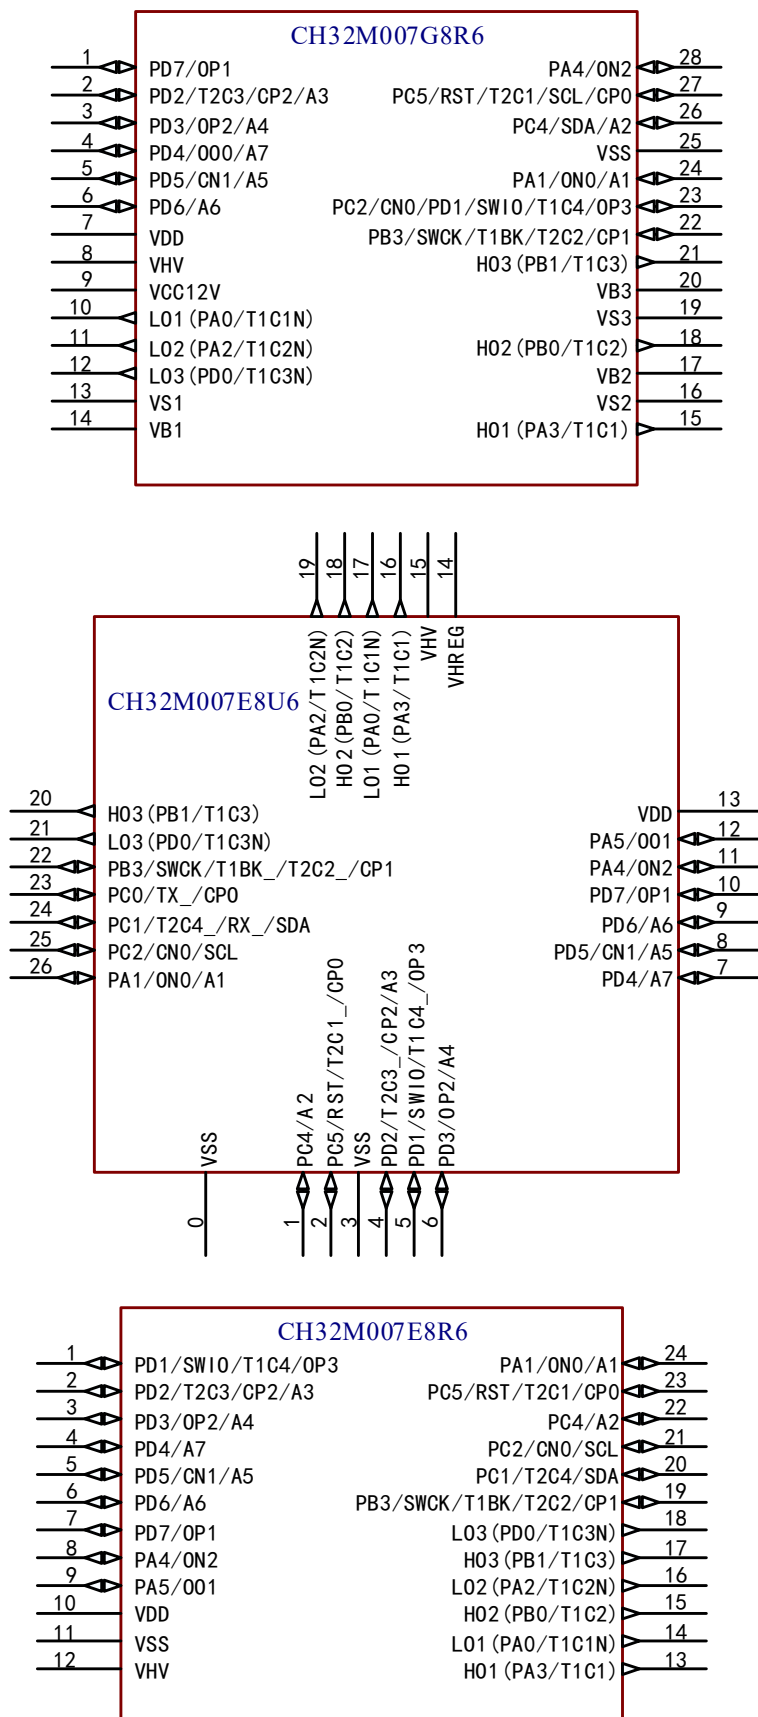 CH32M007G8R6
1 PD7/OP1 PA4/ON2 28
2 PD2/T2C3/CP2/A3 PC5/RST/T2C1/SCL/CP0 27
3 PD3/OP2/A4 PC4/SDA/A2 26
4 PD4/OO0/A7 VSS 25
5 PD5/CN1/A5 PA1/ON0/A1 24
6 PD6/A6 PC2/CN0/PD1/SWIO/T1C4/OP3 23
7 VDD PB3/SWCK/T1BK/T2C2/CP1 22
8 VHV HO3(PB1/T1C3) 21
9 VCC12V VB3 20
10 LO1(PA0/T1C1N) VS3 19
11 LO2(PA2/T1C2N) HO2(PB0/T1C2) 18
12 LO3(PD0/T1C3N) VB2 17
13 VS1 VS2 16
14 VB1 HO1(PA3/T1C1) 15
19 LO2(PA2/T1C2N)
18 HO2(PB0/T1C2)
17 LO1(PA0/T1C1N)
16 HO1(PA3/T1C1)
15 VHV
14 VHREG
CH32M007E8U6
20 HO3(PB1/T1C3) VDD 13
21 LO3(PD0/T1C3N) PA5/OO1 12
22 PB3/SWCK/T1BK_/T2C2_/CP1 PA4/ON2 11
23 PC0/TX_/CP0 PD7/OP1 10
24 PC1/T2C4_/RX_/SDA PD6/A6 9
25 PC2/CN0/SCL PD5/CN1/A5 8
26 PA1/ON0/A1 PD4/A7 7
0 VSS
1 PC4/A2
2 PC5/RST/T2C1_/CP0
3 VSS
4 PD2/T2C3_/CP2/A3
5 PD1/SWIO/T1C4_/OP3
6 PD3/OP2/A4
CH32M007E8R6
1 PD1/SWIO/T1C4/OP3 PA1/ON0/A1 24
2 PD2/T2C3/CP2/A3 PC5/RST/T2C1/CP0 23
3 PD3/OP2/A4 PC4/A2 22
4 PD4/A7 PC2/CN0/SCL 21
5 PD5/CN1/A5 PC1/T2C4/SDA 20
6 PD6/A6 PB3/SWCK/T1BK/T2C2/CP1 19
7 PD7/OP1 LO3(PD0/T1C3N) 18
8 PA4/ON2 HO3(PB1/T1C3) 17
9 PA5/OO1 LO2(PA2/T1C2N) 16
10 VDD HO2(PB0/T1C2) 15
11 VSS LO1(PA0/T1C1N) 14
12 VHV HO1(PA3/T1C1) 13